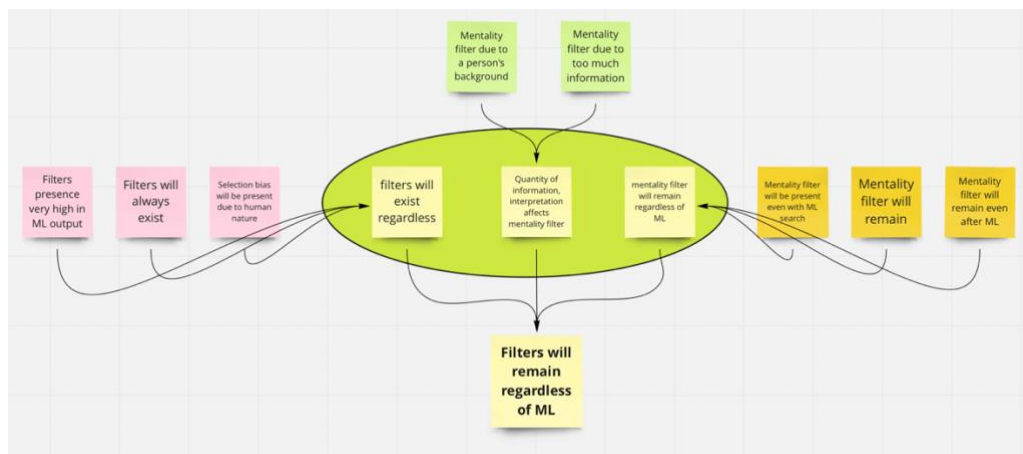 Mentality
filter due to
a person's
background
Mentality
filter due to
too much
information
Filters
presence
very high in
ML output
Filters will
always
exist
Selection bias
will be present
due to human
nature
filters will
exist
regardless
Quantity of
information,
interpretation
affects
mentality filter
mentality filter
will remain
regardless of
ML
Mentality filter
will be present
even with ML
search
Mentality
filter will
remain
Mentality
filter will
remain even
after ML
Filters will
remain
regardless
of ML